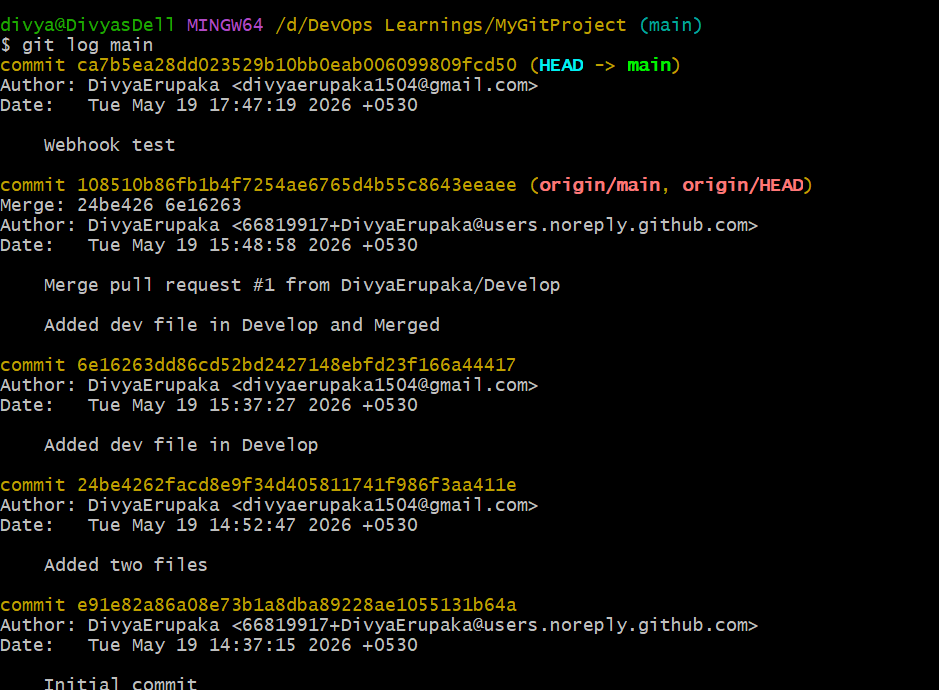 divya@DivyasDell MINGW64 /d/DevOps Learnings/MyGitProject (main)
$ git log main
commit ca7b5ea28dd023529b10bb0eab006099809fcd50 (HEAD -> main)
Author: DivyaErupaka <divyaerupaka1504@gmail.com>
Date:   Tue May 19 17:47:19 2026 +0530
    Webhook test
commit 108510b86fb1b4f7254ae6765d4b55c8643eeaee (origin/main, origin/HEAD)
Merge: 24be426 6e16263
Author: DivyaErupaka <66819917+DivyaErupaka@users.noreply.github.com>
Date:   Tue May 19 15:48:58 2026 +0530
    Merge pull request #1 from DivyaErupaka/Develop
    Added dev file in Develop and Merged
commit 6e16263dd86cd52bd2427148ebfd23f166a44417
Author: DivyaErupaka <divyaerupaka1504@gmail.com>
Date:   Tue May 19 15:37:27 2026 +0530
    Added dev file in Develop
commit 24be4262facd8e9f34d405811741f986f3aa411e
Author: DivyaErupaka <divyaerupaka1504@gmail.com>
Date:   Tue May 19 14:52:47 2026 +0530
    Added two files
commit e91e82a86a08e73b1a8dba89228ae1055131b64a
Author: DivyaErupaka <66819917+DivyaErupaka@users.noreply.github.com>
Date:   Tue May 19 14:37:15 2026 +0530
    Initial commit